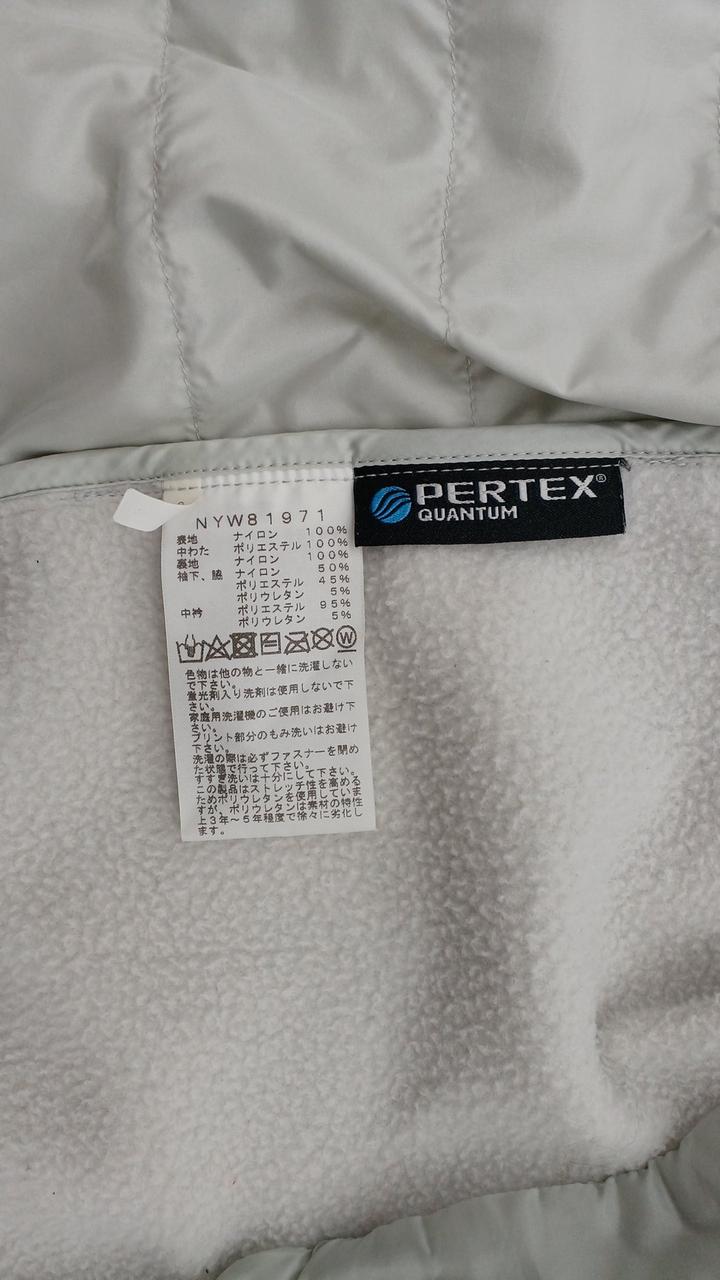 PERTEX®
QUANTUM
NYW81971
表地 ナイロン 100%
中わた ポリエステル 100%
裏地 ナイロン 100%
袖下、脇 ナイロン 50%
ポリエステル 45%
ポリウレタン 5%
中衿 ポリエステル 95%
ポリウレタン 5%
W
色物は他の物と一緒に洗濯しない
で下さい。
蛍光剤入り洗剤は使用しないで下
さい。
家庭用洗濯機のご使用はお避け下
さい。
プリント部分のもみ洗いはお避け
下さい。
洗濯の際は必ずファスナーを閉め
た状態で行って下さい。
すすぎ洗いは十分にして下さい。
この製品はストレッチ性を高める
ためポリウレタンを使用していま
すが、ポリウレタンは素材の特性
上3年~5年程度で徐々に劣化し
ます。